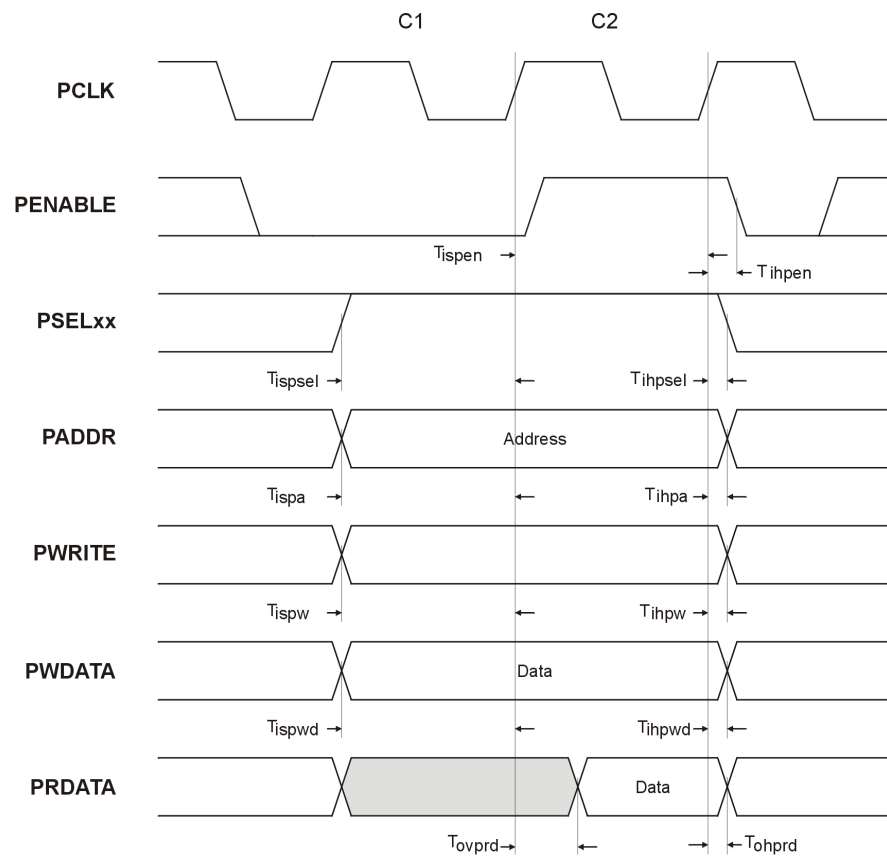 C1 C2
PCLK
PENABLE
Tispen
Tihpen
PSELxx
Tispsel Tihpsel
PADDR Address
Tispa Tihpa
PWRITE
Tispw Tihpw
PWDATA Data
Tispwd Tihpwd
PRDATA Data
Tovprd Tohprd